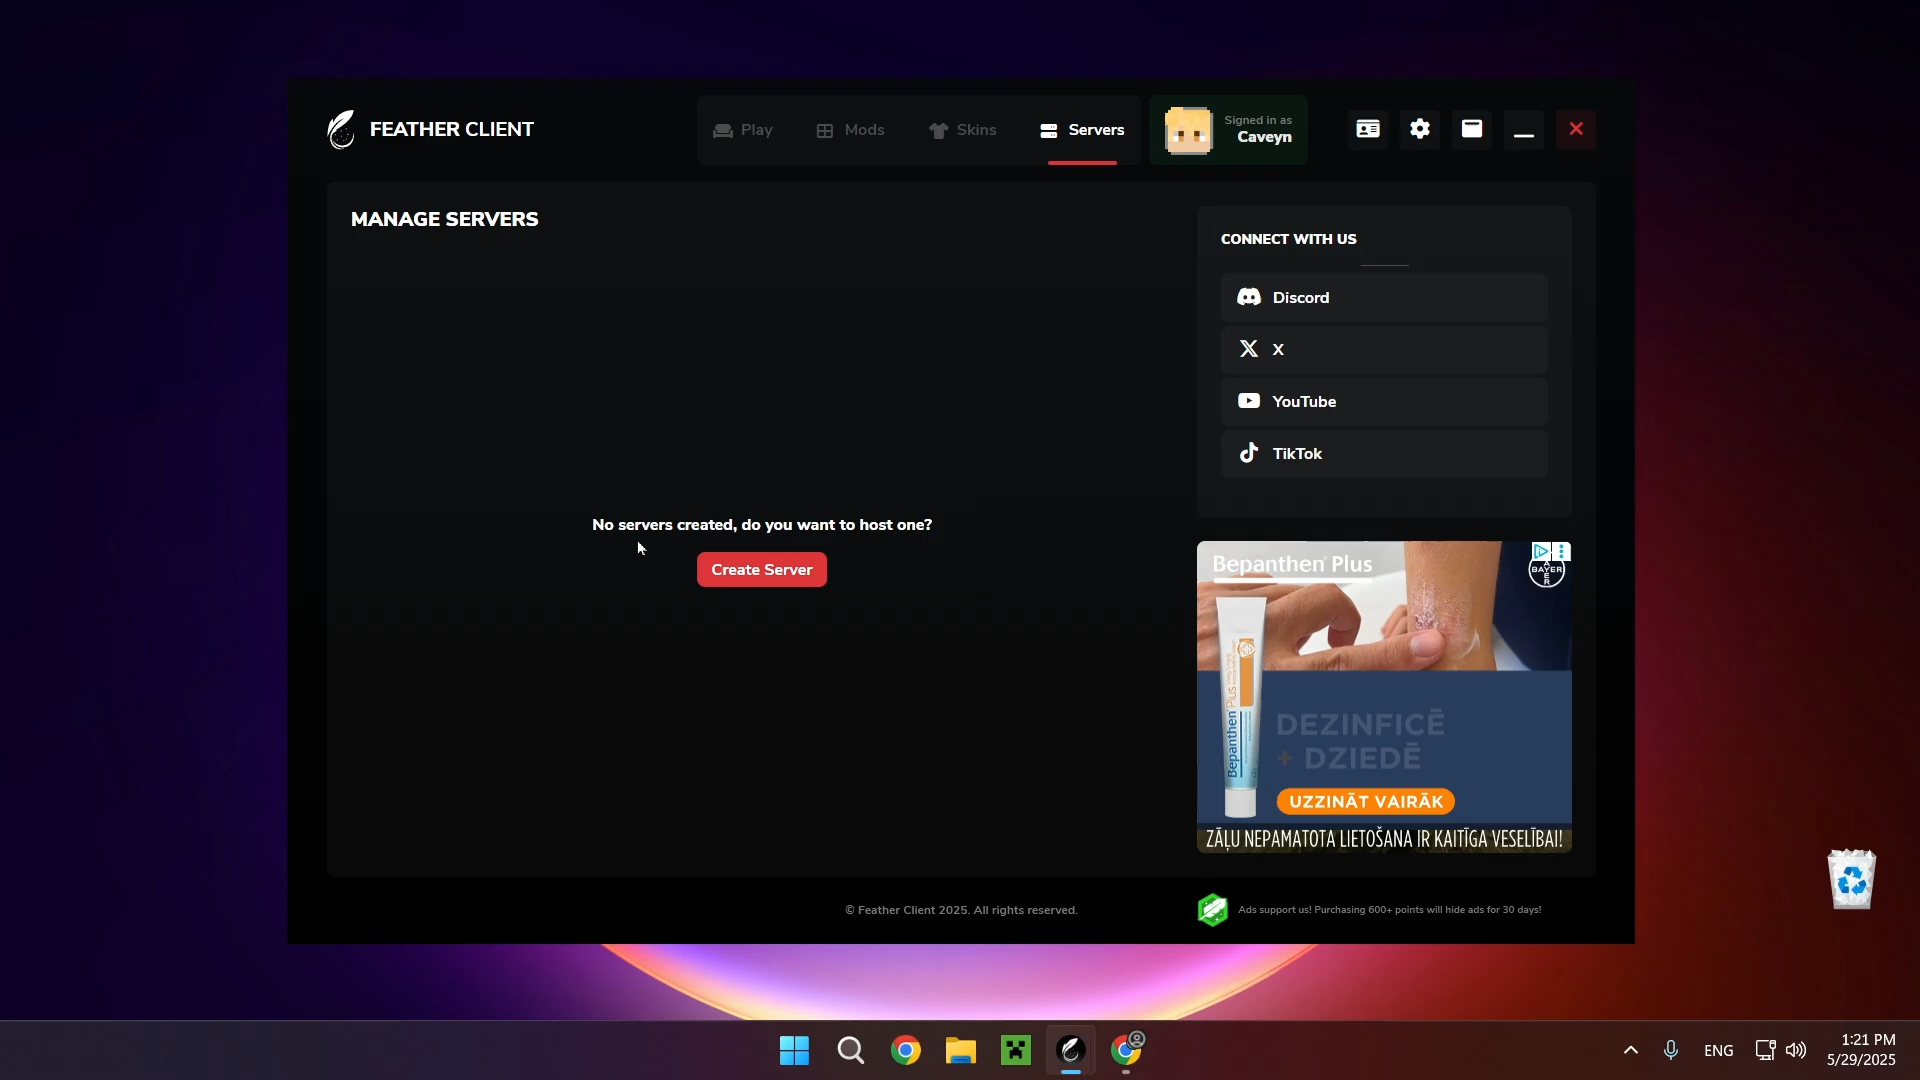 FEATHER CLIENT
Play
Mods
Skins
Servers
Signed in as
Caveyn
MANAGE SERVERS
CONNECT WITH US
Discord
X
YouTube
TikTok
No servers created, do you want to host one?
Create Server
Bepanthen® Plus
BAYER
BAYER
Bepanthen Plus
DEZINFICĒ
+ DZIEDĒ
UZZINĀT VAIRĀK
ZĀĻU NEPAMATOTA LIETOŠANA IR KAITĪGA VESELĪBAI!
© Feather Client 2025. All rights reserved.
Ads support us! Purchasing 600+ points will hide ads for 30 days!
ENG
1:21 PM
5/29/2025